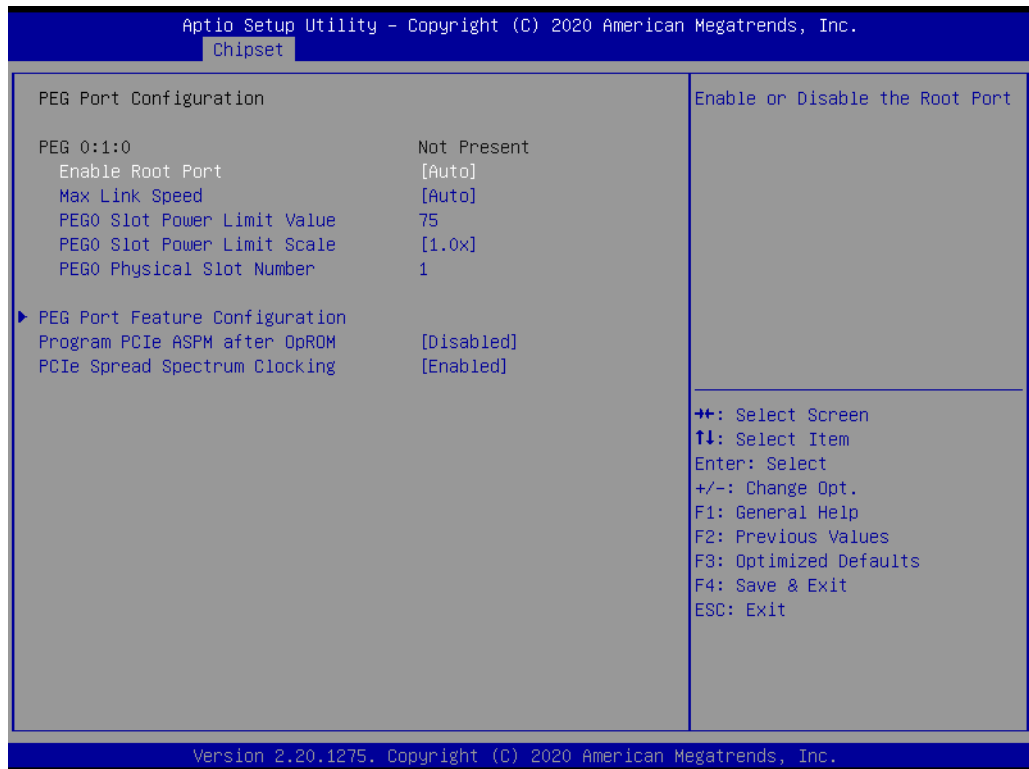 Aptio Setup Utility – Copyright (C) 2020 American Megatrends, Inc.
Chipset
PEG Port Configuration
PEG 0:1:0 Not Present
Enable Root Port [Auto]
Max Link Speed [Auto]
PEG0 Slot Power Limit Value 75
PEG0 Slot Power Limit Scale [1.0x]
PEG0 Physical Slot Number 1
PEG Port Feature Configuration
Program PCIe ASPM after OpROM [Disabled]
PCIe Spread Spectrum Clocking [Enabled]
Enable or Disable the Root Port
→←: Select Screen
↑↓: Select Item
Enter: Select
+/-: Change Opt.
F1: General Help
F2: Previous Values
F3: Optimized Defaults
F4: Save & Exit
ESC: Exit
Version 2.20.1275. Copyright (C) 2020 American Megatrends, Inc.